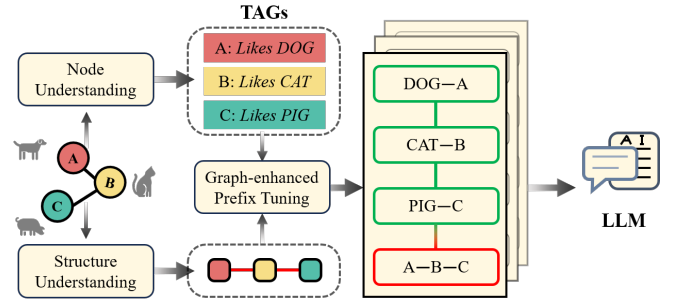 TAGs
Node
Understanding
A: Likes DOG
B: Likes CAT
C: Likes PIG
A
B
C
Graph-enhanced
Prefix Tuning
Structure
Understanding
DOG—A
CAT—B
PIG—C
A—B—C
A I
LLM